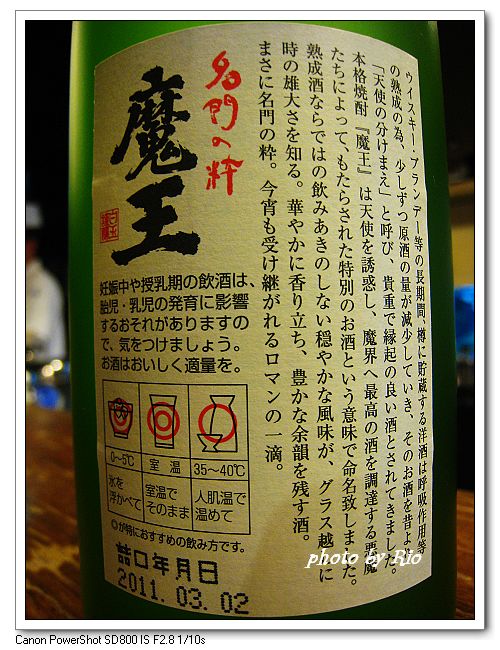 名門の粋
魔王
ウイスキー・ブランデー等の長期間、樽に貯蔵する洋酒は呼吸作用等
の熟成の為、少しずつ原酒の量が減少していき、そのお酒を昔より
「天使の分けまえ」と呼び、貴重で縁起の良い酒とされてきました。
本格焼酎『魔王』は天使を誘惑し、魔界へ最高の酒を調達する悪魔
たちによって、もたらされた特別のお酒という意味で命名致しました。
熟成酒ならではの飲みあきのしない穏やかな風味が、グラス越しに
時の雄大さを知る。華やかに香り立ち、豊かな余韻を残す酒。
まさに名門の粋。今宵も受け継がれるロマンの一滴。
妊娠中や授乳期の飲酒は、
胎児・乳児の発育に影響
するおそれがありますの
で、気をつけましょう。
お酒はおいしく適量を。
0~5℃ 室温 35~40℃
氷を
浮かべて
室温で
そのまま
人肌温で
温めて
◎が特におすすめの飲み方です。
詰口年月日
2011.03.02
photo by Rio
Canon PowerShot SD800 IS F2.8 1/10s